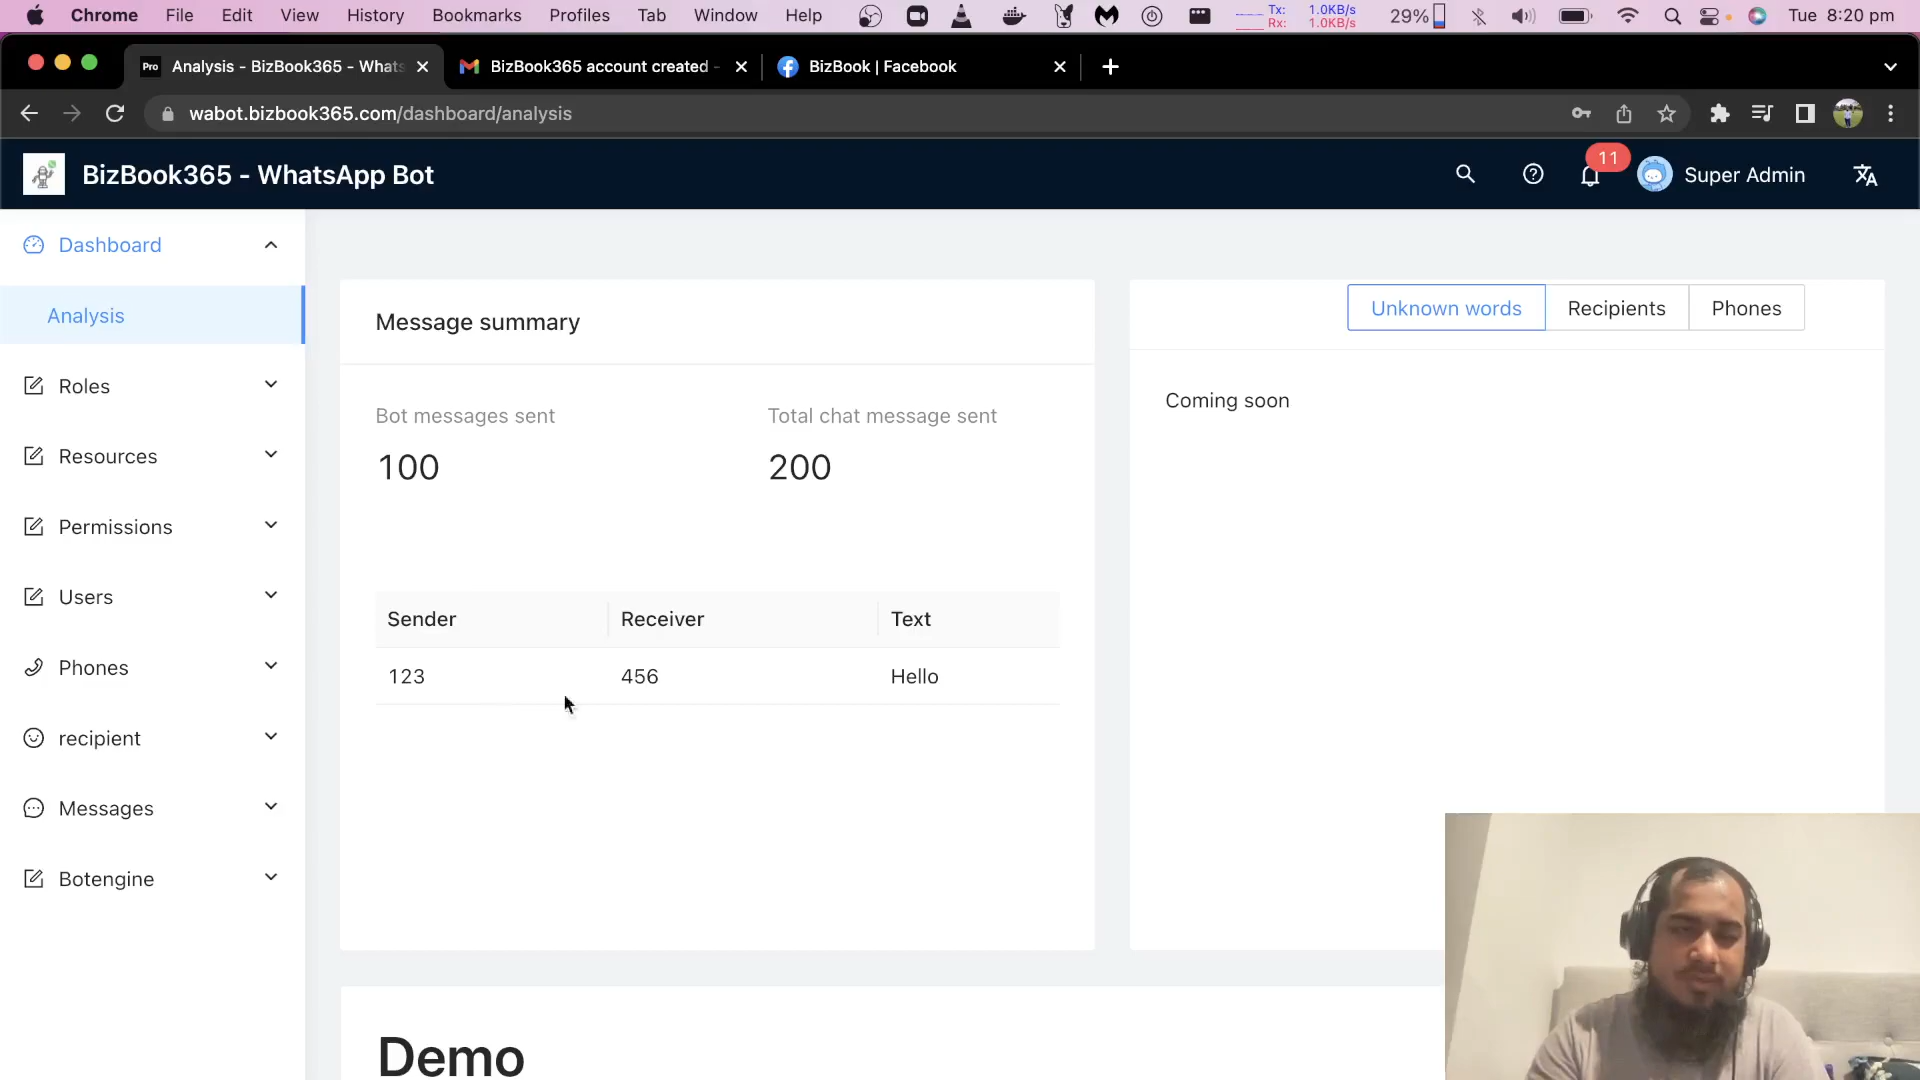 Chrome File Edit View History Bookmarks Profiles Tab Window Help Tx: 1.0KB/s Rx: 1.0KB/s 29% Tue 8:20 pm
Pro Analysis - BizBook365 - Whats BizBook365 account created - BizBook | Facebook
wabot.bizbook365.com/dashboard/analysis
BizBook365 - WhatsApp Bot 11 Super Admin
Dashboard
Analysis
Roles
Resources
Permissions
Users
Phones
recipient
Messages
Botengine
Message summary
Bot messages sent Total chat message sent
100 200
Sender Receiver Text
123 456 Hello
Unknown words Recipients Phones
Coming soon
Demo